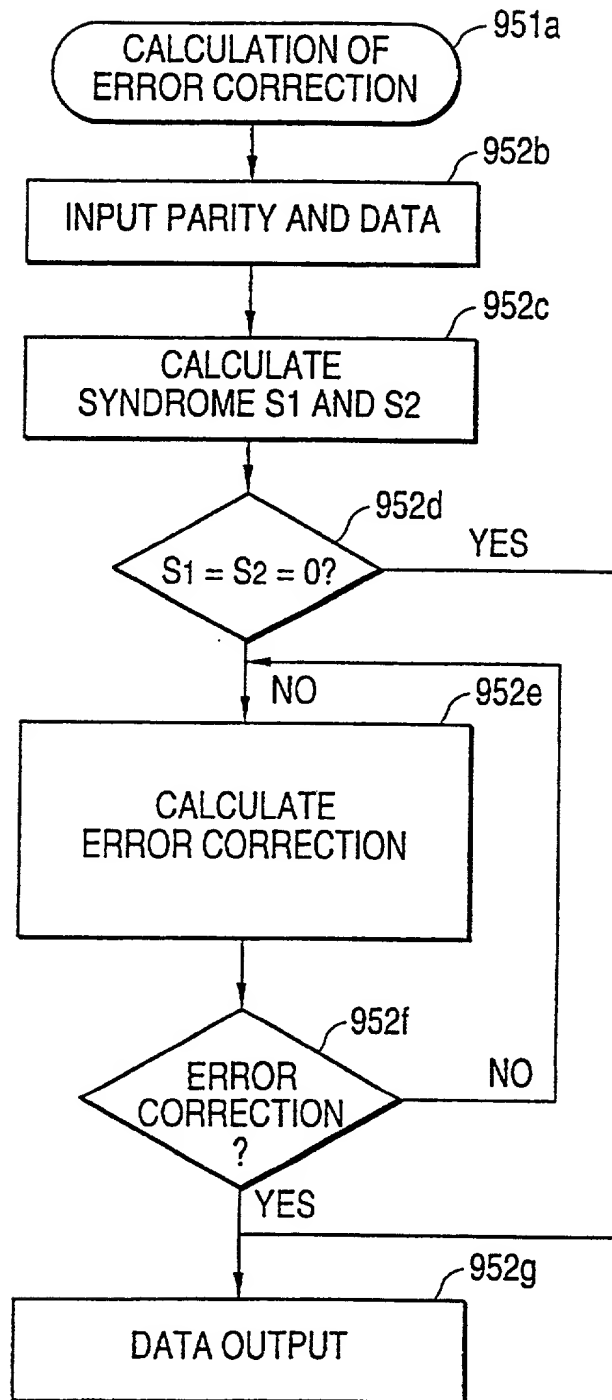 CALCULATION OF
ERROR CORRECTION
951a
952b
INPUT PARITY AND DATA
952c
CALCULATE
SYNDROME S1 AND S2
952d
S1 = S2 = 0?
YES
NO
952e
CALCULATE
ERROR CORRECTION
952f
ERROR
CORRECTION
?
NO
YES
952g
DATA OUTPUT